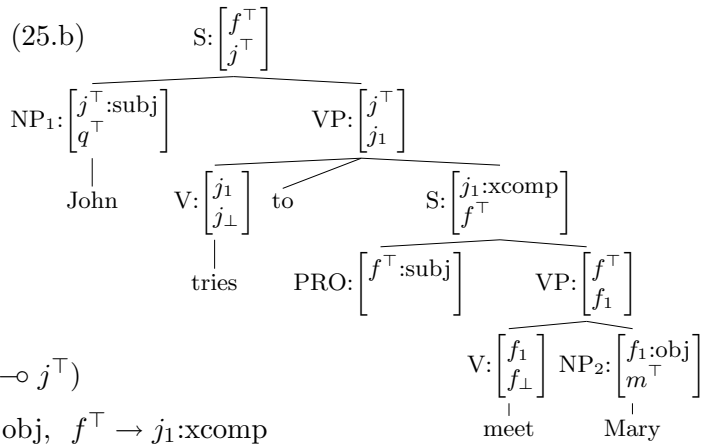 (25.b) S: [f⊤ j⊤]
NP₁: [j⊤:subj q⊤] VP: [j⊤ j₁]
John V: [j₁ j⊥] to S: [j₁:xcomp f⊤]
tries PRO: [f⊤:subj] VP: [f⊤ f₁]
V: [f₁ f⊥] NP₂: [f₁:obj m⊤]
⊸ j⊤)
obj, f⊤ → j₁:xcomp meet Mary